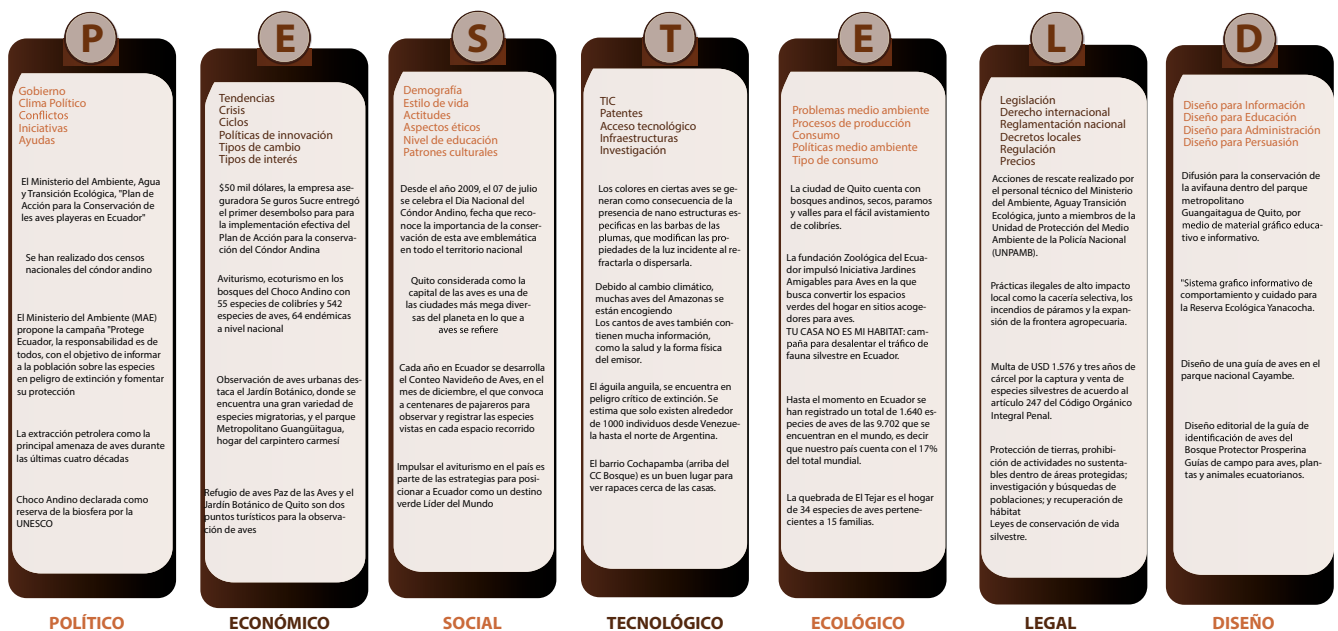 P
Gobierno
Clima Político
Conflictos
Iniciativas
Ayudas
El Ministerio del Ambiente, Agua
y Transición Ecológica, "Plan de
Acción para la Conservación de
les aves playeras en Ecuador"
Se han realizado dos censos
nacionales del cóndor andino
El Ministerio del Ambiente (MAE)
propone la campaña "Protege
Ecuador, la responsabilidad es de
todos, con el objetivo de informar
a la población sobre las especies
en peligro de extinción y fomentar
su protección
La extracción petrolera como la
principal amenaza de aves durante
las últimas cuatro décadas
Choco Andino declarada como
reserva de la biosfera por la
UNESCO
POLÍTICO
E
Tendencias
Crisis
Ciclos
Políticas de innovación
Tipos de cambio
Tipos de interés
$50 mil dólares, la empresa ase-
guradora Se guros Sucre entregó
el primer desembolso para para
la implementación efectiva del
Plan de Acción para la conserva-
ción del Cóndor Andina
Aviturismo, ecoturismo en los
bosques del Choco Andino con
55 especies de colibríes y 542
especies de aves, 64 endémicas
a nivel nacional
Observación de aves urbanas des-
taca el Jardín Botánico, donde se
encuentra una gran variedad de
especies migratorias, y el parque
Metropolitano Guangüitagua,
hogar del carpintero carmesí
Refugio de aves Paz de las Aves y el
Jardín Botánico de Quito son dos
puntos turísticos para la observa-
ción de aves
ECONÓMICO
S
Demografía
Estilo de vida
Actitudes
Aspectos éticos
Nivel de educación
Patrones culturales
Desde el año 2009, el 07 de julio
se celebra el Dia Nacional del
Cóndor Andino, fecha que reco-
noce la importancia de la conser-
vación de esta ave emblemática
en todo el territorio nacional
Quito considerada como la
capital de las aves es una de
las ciudades más mega diver-
sas del planeta en lo que a
aves se refiere
Cada año en Ecuador se desarrolla
el Conteo Navideño de Aves, en el
mes de diciembre, el que convoca
a centenares de pajareros para
observar y registrar las especies
vistas en cada espacio recorrido
Impulsar el aviturismo en el país es
parte de las estrategias para posi-
cionar a Ecuador como un destino
verde Líder del Mundo
SOCIAL
T
TIC
Patentes
Acceso tecnológico
Infraestructuras
Investigación
Los colores en ciertas aves se ge-
neran como consecuencia de la
presencia de nano estructuras es-
pecificas en las barbas de las
plumas, que modifican las pro-
piedades de la luz incidente al re-
fractarla o dispersarla.
Debido al cambio climático,
muchas aves del Amazonas se
están encogiendo
Los cantos de aves también con-
tienen mucha información,
como la salud y la forma física
del emisor.
El águila anguila, se encuentra en
peligro crítico de extinción. Se
estima que solo existen alrededor
de 1000 individuos desde Venezue-
la hasta el norte de Argentina.
El barrio Cochapamba (arriba del
CC Bosque) es un buen lugar para
ver rapaces cerca de las casas.
TECNOLÓGICO
E
Problemas medio ambiente
Procesos de producción
Consumo
Políticas medio ambiente
Tipo de consumo
La ciudad de Quito cuenta con
bosques andinos, secos, paramos
y valles para el fácil avistamiento
de colibríes.
La fundación Zoológica del Ecua-
dor impulsó Iniciativa Jardines
Amigables para Aves en la que
busca convertir los espacios
verdes del hogar en sitios acoge-
dores para aves.
TU CASA NO ES MI HABITAT: cam-
paña para desalentar el tráfico de
fauna silvestre en Ecuador.
Hasta el momento en Ecuador se
han registrado un total de 1.640 es-
pecies de aves de las 9.702 que se
encuentran en el mundo, es decir
que nuestro país cuenta con el 17%
del total mundial.
La quebrada de El Tejar es el hogar
de 34 especies de aves pertene-
cientes a 15 familias.
ECOLÓGICO
L
Legislación
Derecho internacional
Reglamentación nacional
Decretos locales
Regulación
Precios
Acciones de rescate realizado por
el personal técnico del Ministerio
del Ambiente, Aguay Transición
Ecológica, junto a miembros de la
Unidad de Protección del Medio
Ambiente de la Policía Nacional
(UNPAMB).
Prácticas ilegales de alto impacto
local como la cacería selectiva, los
incendios de páramos y la expan-
sión de la frontera agropecuaria.
Multa de USD 1.576 y tres años de
cárcel por la captura y venta de
especies silvestres de acuerdo al
artículo 247 del Código Orgánico
Integral Penal.
Protección de tierras, prohibi-
ción de actividades no sustenta-
bles dentro de áreas protegidas;
investigación y búsquedas de
poblaciones; y recuperación de
hábitat
Leyes de conservación de vida
silvestre.
LEGAL
D
Diseño para Información
Diseño para Educación
Diseño para Administración
Diseño para Persuasión
Difusión para la conservación de
la avifauna dentro del parque
metropolitano
Guangaitagua de Quito, por
medio de material gráfico educa-
tivo e informativo.
"Sistema grafico informativo de
comportamiento y cuidado para
la Reserva Ecológica Yanacocha.
Diseño de una guía de aves en el
parque nacional Cayambe.
Diseño editorial de la guía de
identificación de aves del
Bosque Protector Prosperina
Guías de campo para aves, plan-
tas y animales ecuatorianos.
DISEÑO